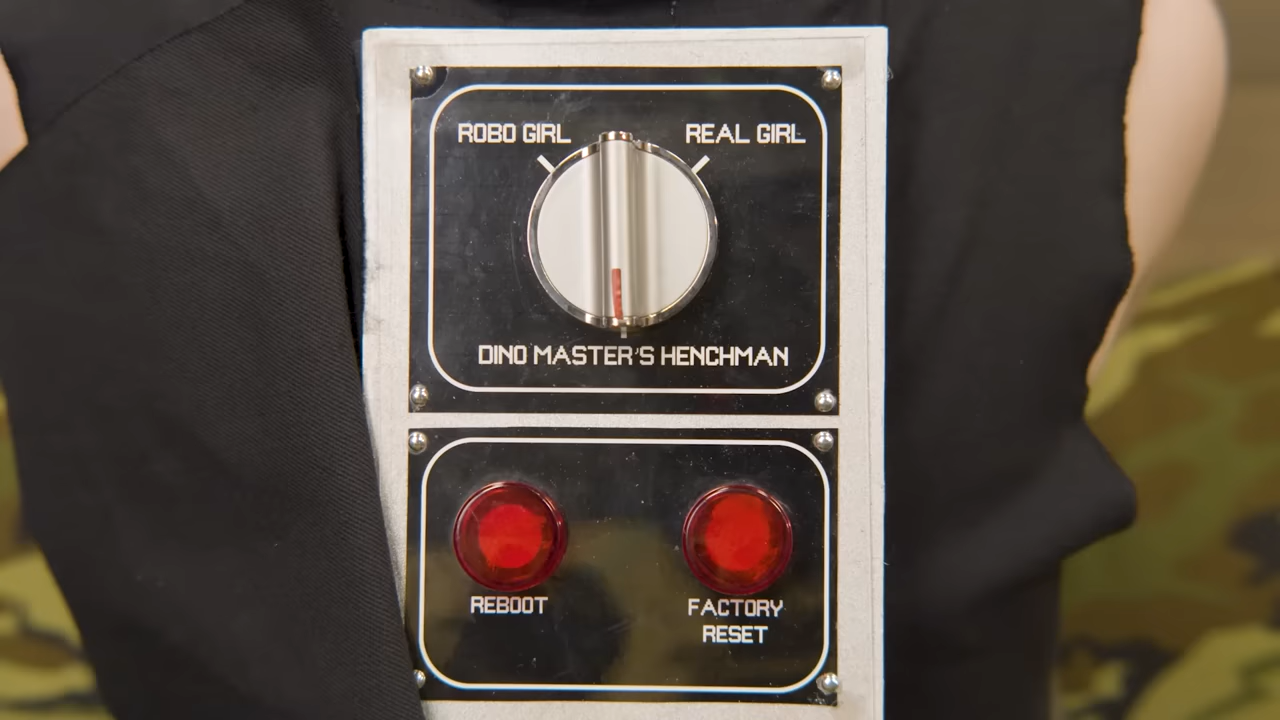 ROBO GIRL REAL GIRL
DINO MASTER'S HENCHMAN
REBOOT
FACTORY
RESET